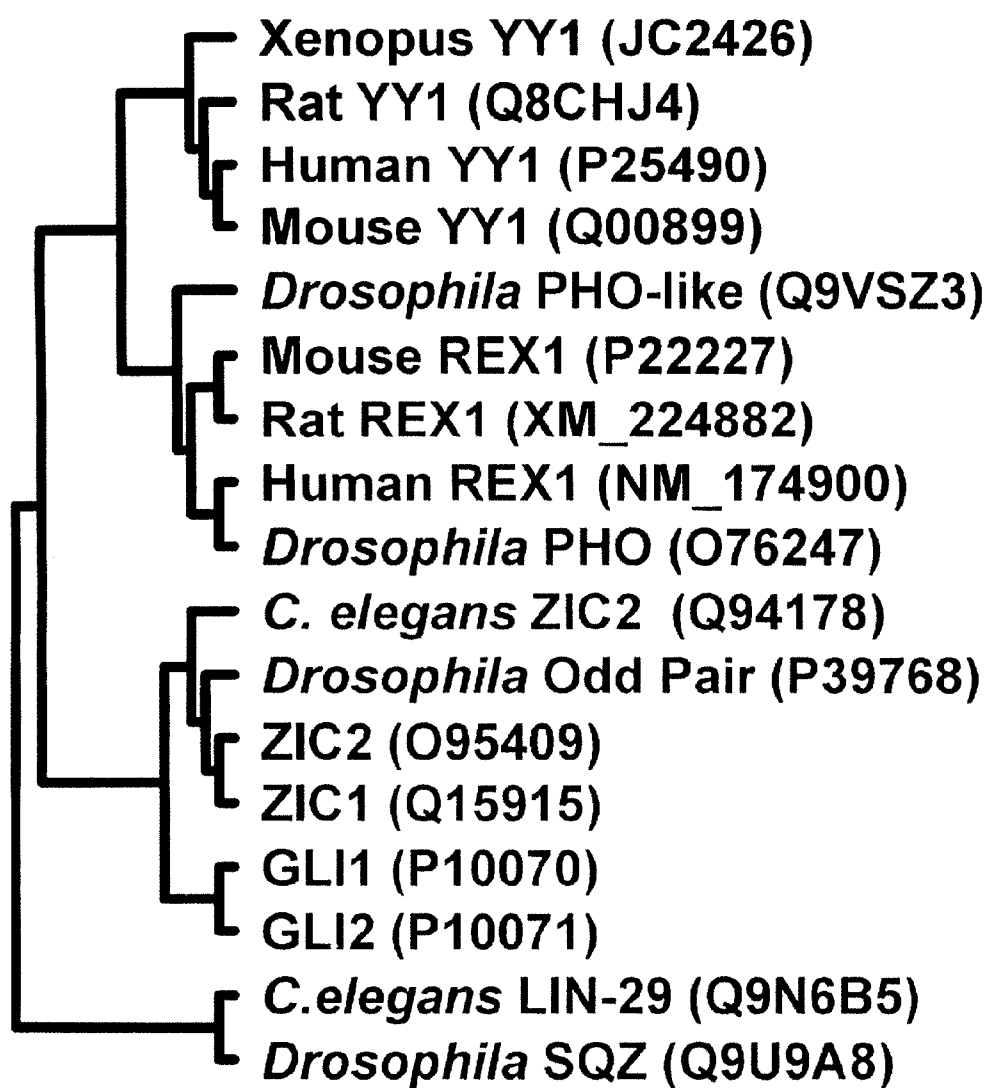 Xenopus YY1 (JC2426)
Rat YY1 (Q8CHJ4)
Human YY1 (P25490)
Mouse YY1 (Q00899)
Drosophila PHO-like (Q9VSZ3)
Mouse REX1 (P22227)
Rat REX1 (XM_224882)
Human REX1 (NM_174900)
Drosophila PHO (O76247)
C. elegans ZIC2 (Q94178)
Drosophila Odd Pair (P39768)
ZIC2 (O95409)
ZIC1 (Q15915)
GLI1 (P10070)
GLI2 (P10071)
C.elegans LIN-29 (Q9N6B5)
Drosophila SQZ (Q9U9A8)